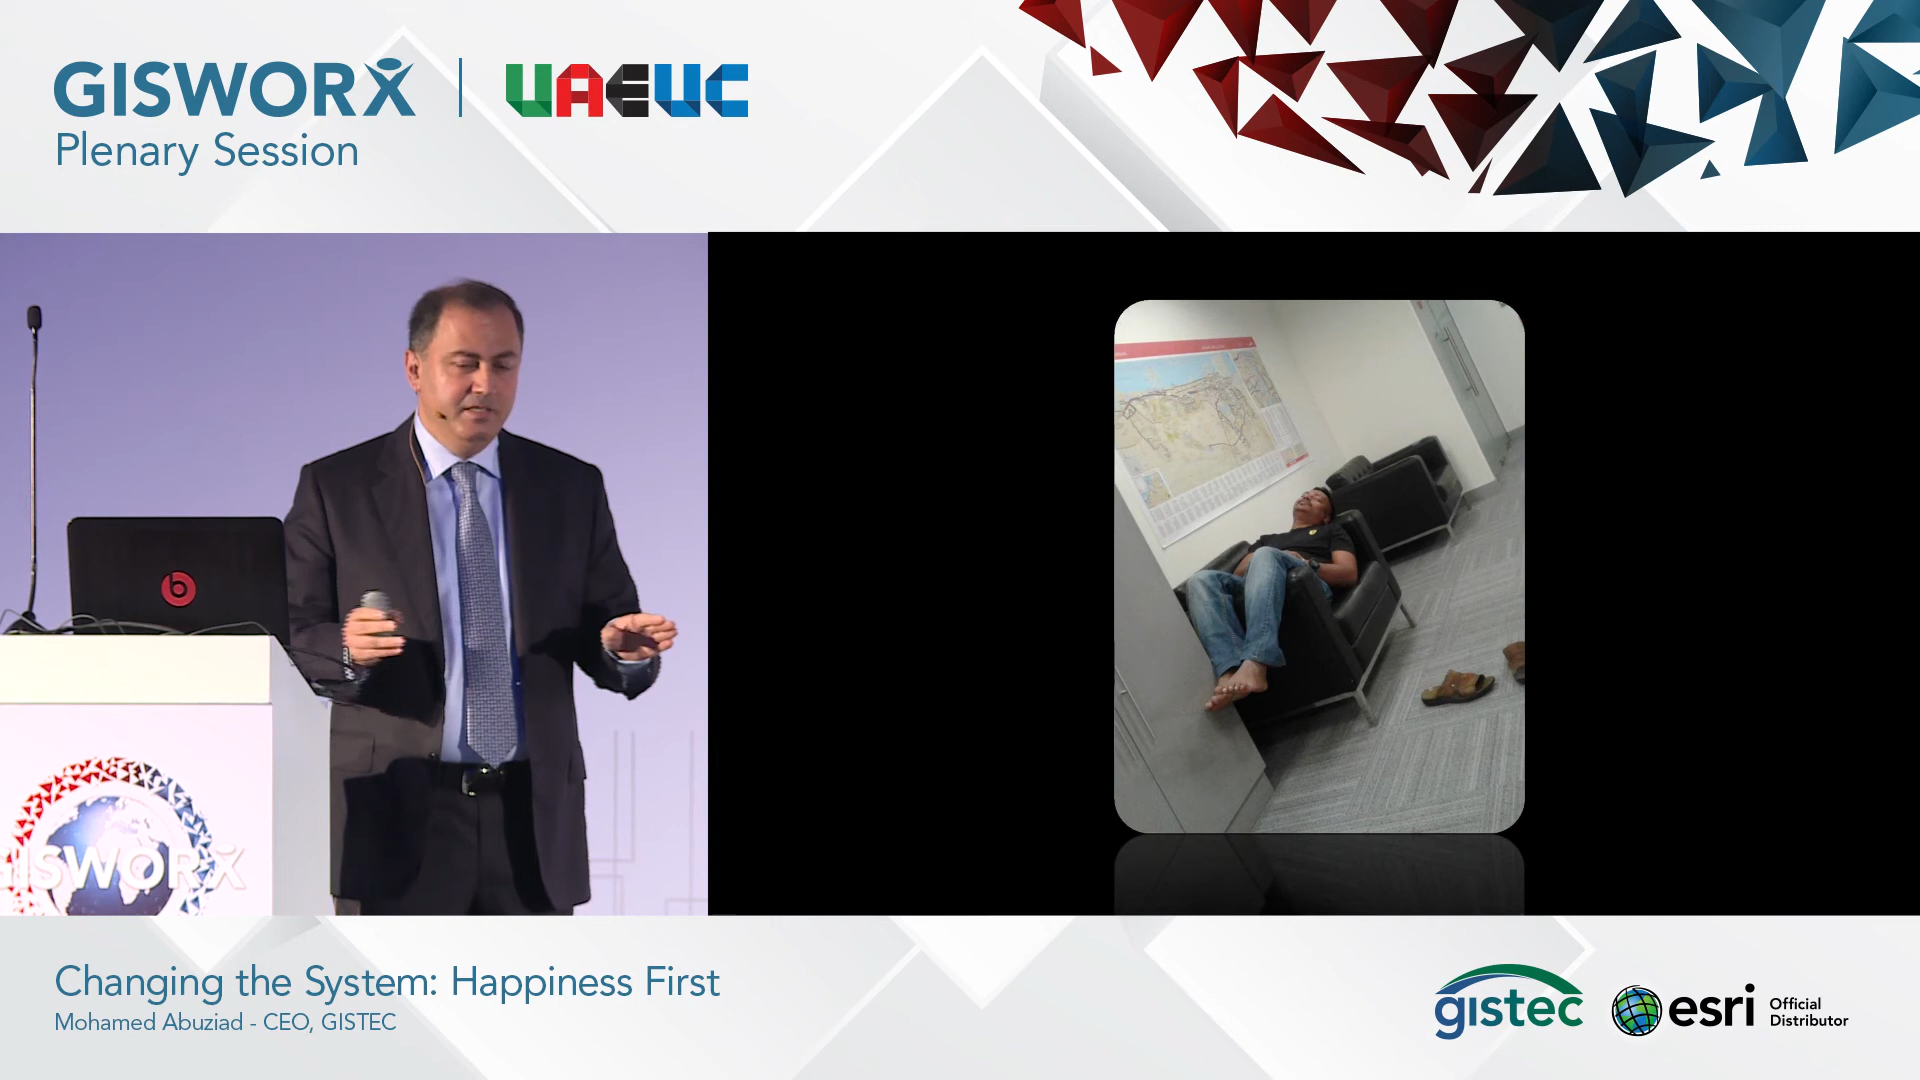 GISWORX
UAEUC
Plenary Session
GISWORX
Changing the System: Happiness First
Mohamed Abuziad - CEO, GISTEC
gistec
esri
Official
Distributor